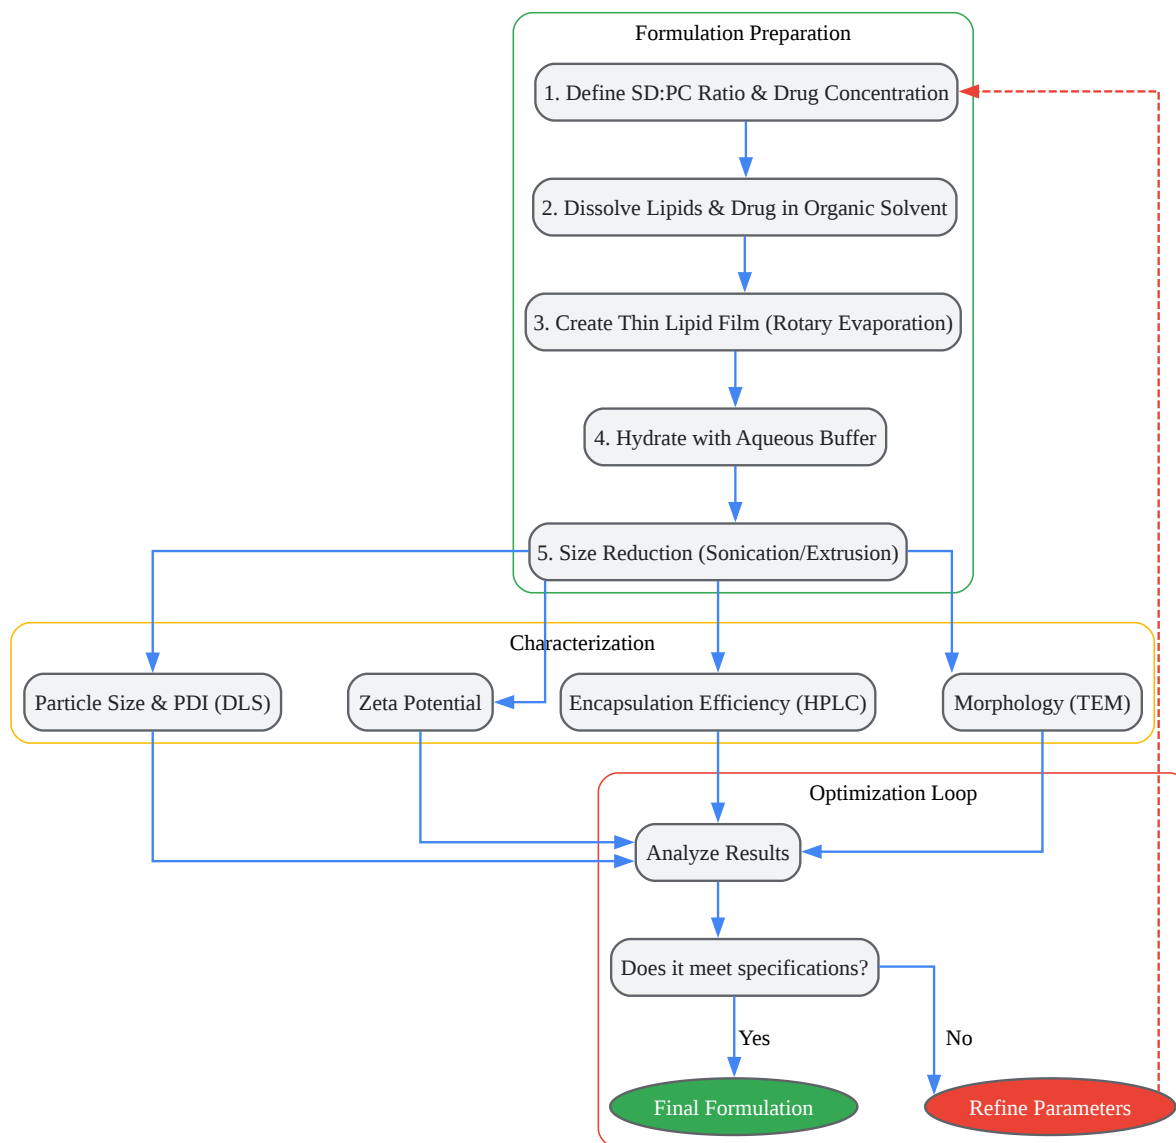 Formulation Preparation
1. Define SD:PC Ratio & Drug Concentration
2. Dissolve Lipids & Drug in Organic Solvent
3. Create Thin Lipid Film (Rotary Evaporation)
4. Hydrate with Aqueous Buffer
5. Size Reduction (Sonication/Extrusion)
Characterization
Particle Size & PDI (DLS)
Zeta Potential
Encapsulation Efficiency (HPLC)
Morphology (TEM)
Optimization Loop
Analyze Results
Does it meet specifications?
Yes
No
Final Formulation
Refine Parameters